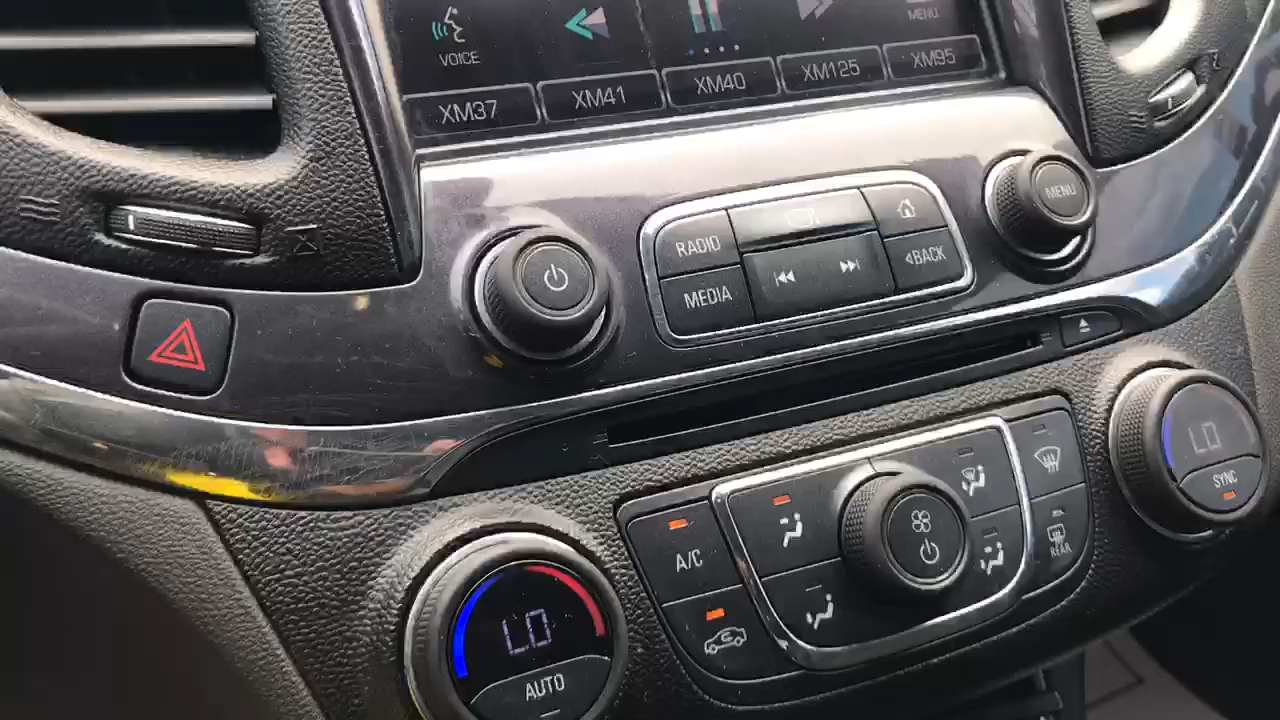 VOICE
MENU
XM37
XM41
XM40
XM125
XM95
RADIO
MENU
MEDIA
BACK
LO
SYNC
A/C
REAR
LO
AUTO